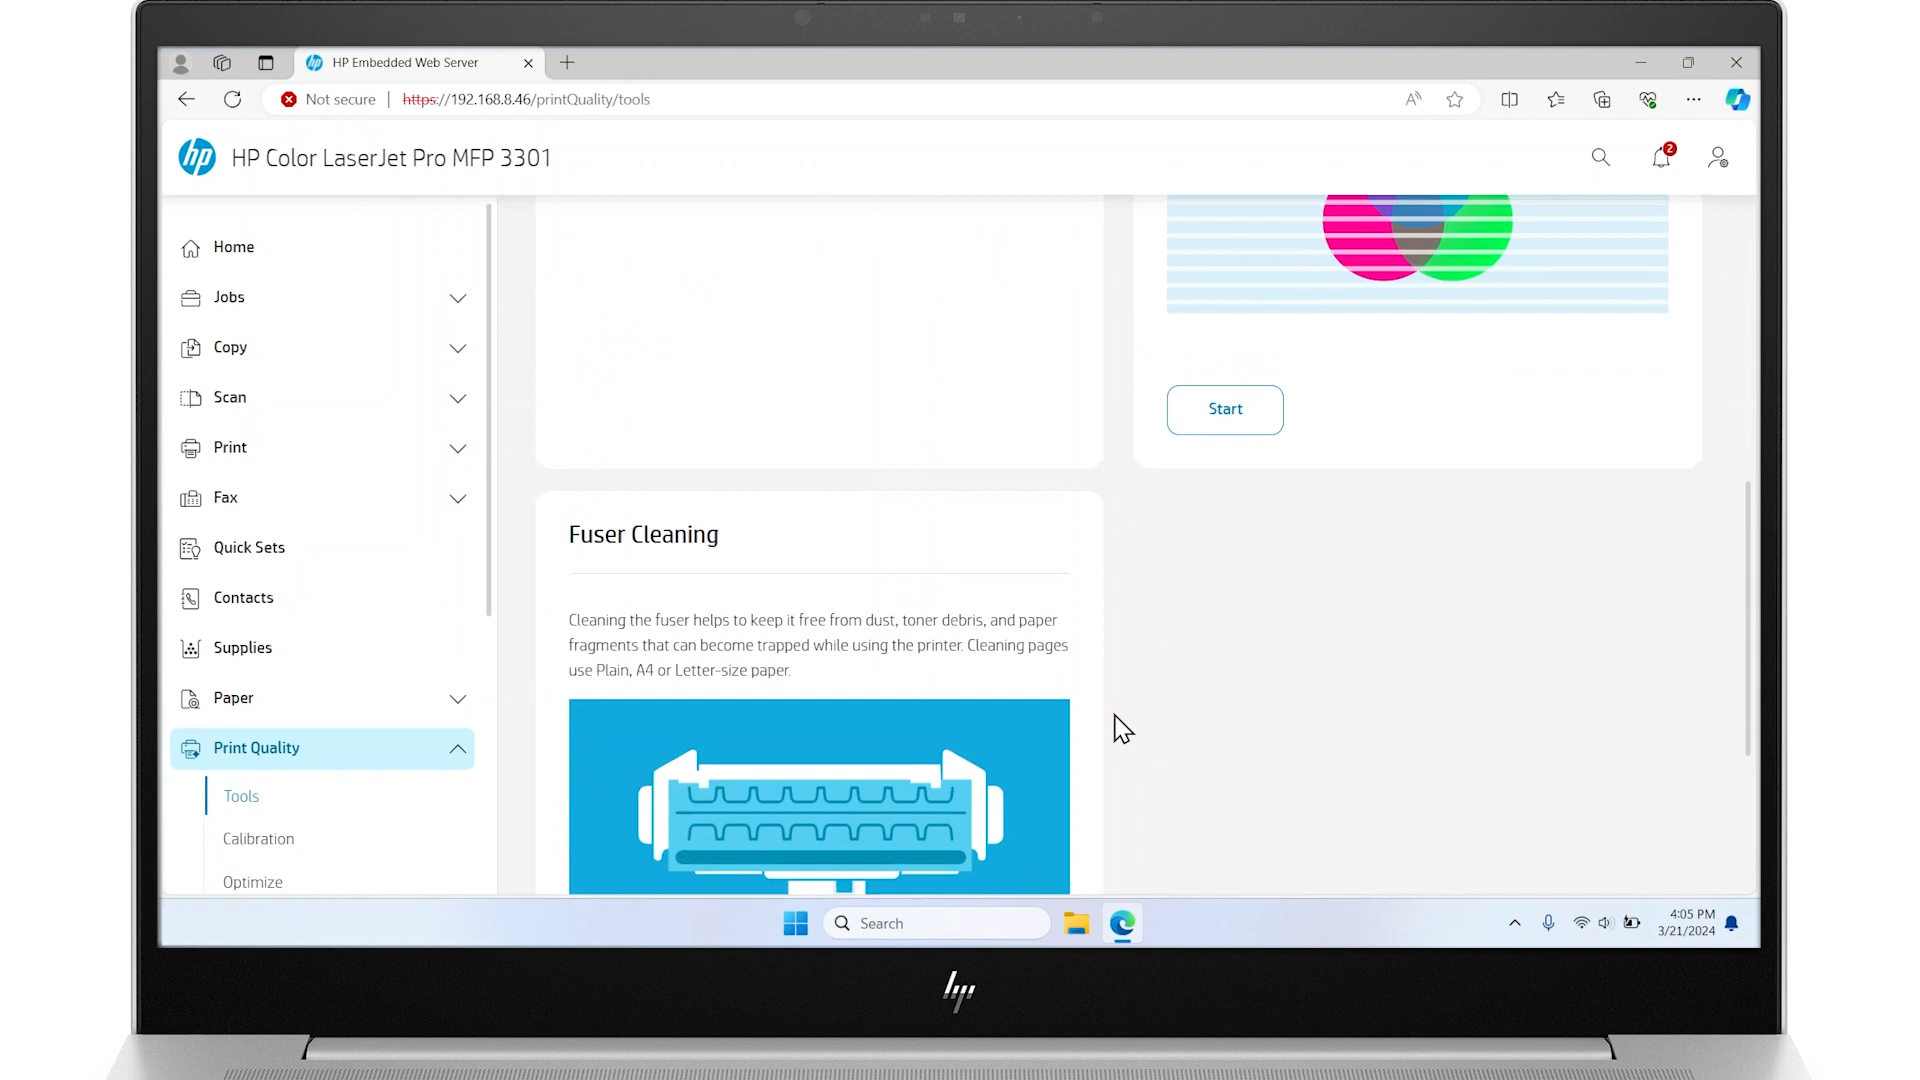 HP Embedded Web Server
Not secure
https://192.168.8.46/printQuality/tools
hp
HP Color LaserJet Pro MFP 3301
2
Home
Jobs
Copy
Scan
Print
Fax
Quick Sets
Contacts
Supplies
Paper
Print Quality
Tools
Calibration
Optimize
Start
Fuser Cleaning
Cleaning the fuser helps to keep it free from dust, toner debris, and paper
fragments that can become trapped while using the printer. Cleaning pages
use Plain, A4 or Letter-size paper.
Search
4:05 PM
3/21/2024
hp